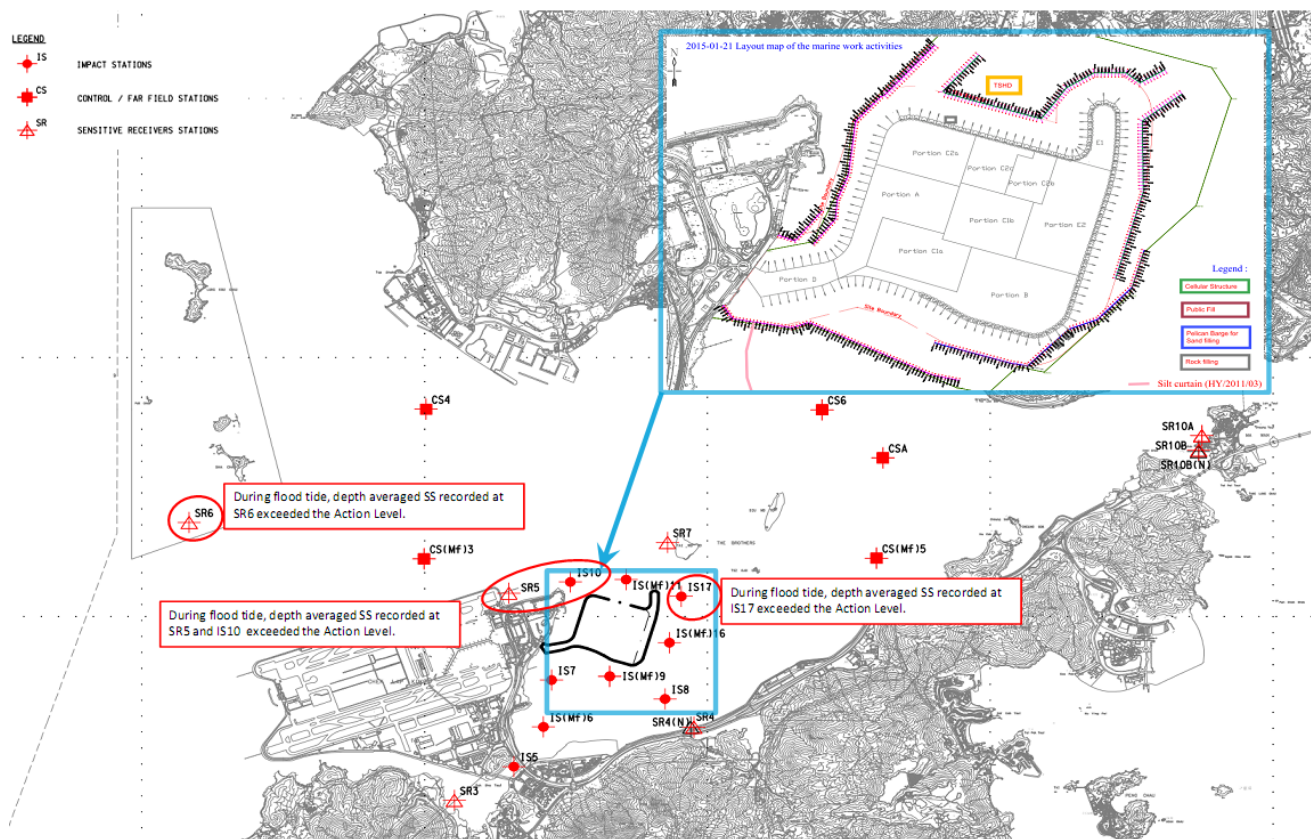 LEGEND
IS
IMPACT STATIONS
CS
CONTROL / FAR FIELD STATIONS
SR
SENSITIVE RECEIVERS STATIONS
2015-01-21 Layout map of the marine work activities
N
TSHD
Portion C2a
Portion C2c
Portion C2b
E1
Portion A
Portion C1b
Portion E2
Portion C1a
Portion D
Portion B
Site Boundary
Site Boundary
Legend :
Cellular Structure
Public Fill
Pelican Barge for
Sand filling
Rock filling
Silt curtain (HY/2011/03)
CS4
CS6
CSA
SR10A
SR10B
SR10B(N)
SR6
During flood tide, depth averaged SS recorded at
SR6 exceeded the Action Level.
CS(Mf)3
SR7
THE BROTHERS
CS(Mf)5
SR5
IS10
IS(Mf)11
IS17
During flood tide, depth averaged SS recorded at
IS17 exceeded the Action Level.
During flood tide, depth averaged SS recorded at
SR5 and IS10 exceeded the Action Level.
IS(Mf)16
IS7
IS(Mf)9
IS8
IS(Mf)6
SR4(N)
SR4
IS5
SR3
PENG CHAU